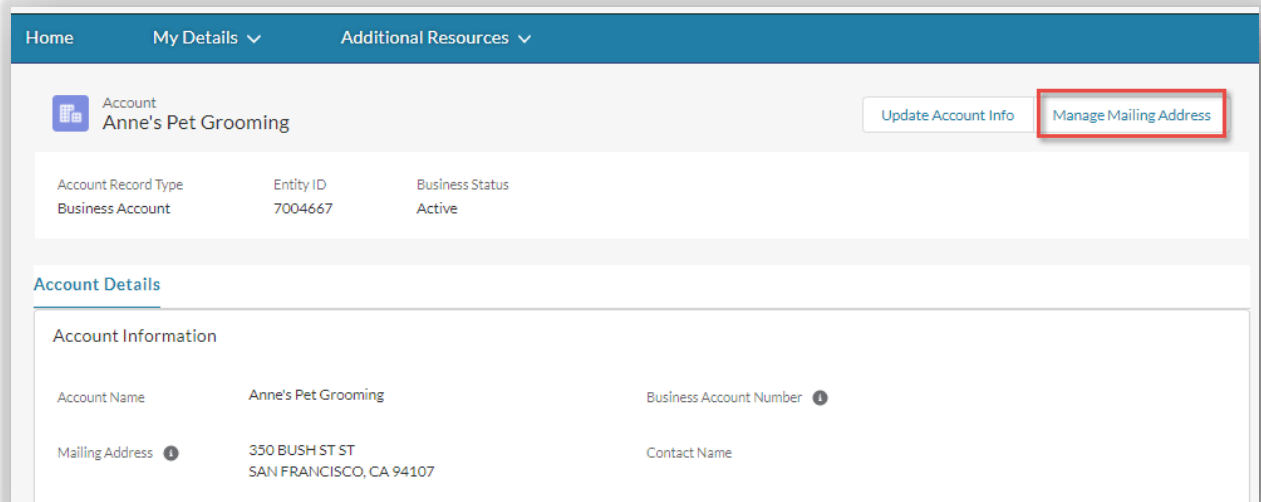 Home My Details Additional Resources
Account
Anne's Pet Grooming
Update Account Info Manage Mailing Address
Account Record Type Entity ID Business Status
Business Account 7004667 Active
Account Details
Account Information
Account Name Anne's Pet Grooming Business Account Number
Mailing Address 350 BUSH ST ST Contact Name
SAN FRANCISCO, CA 94107